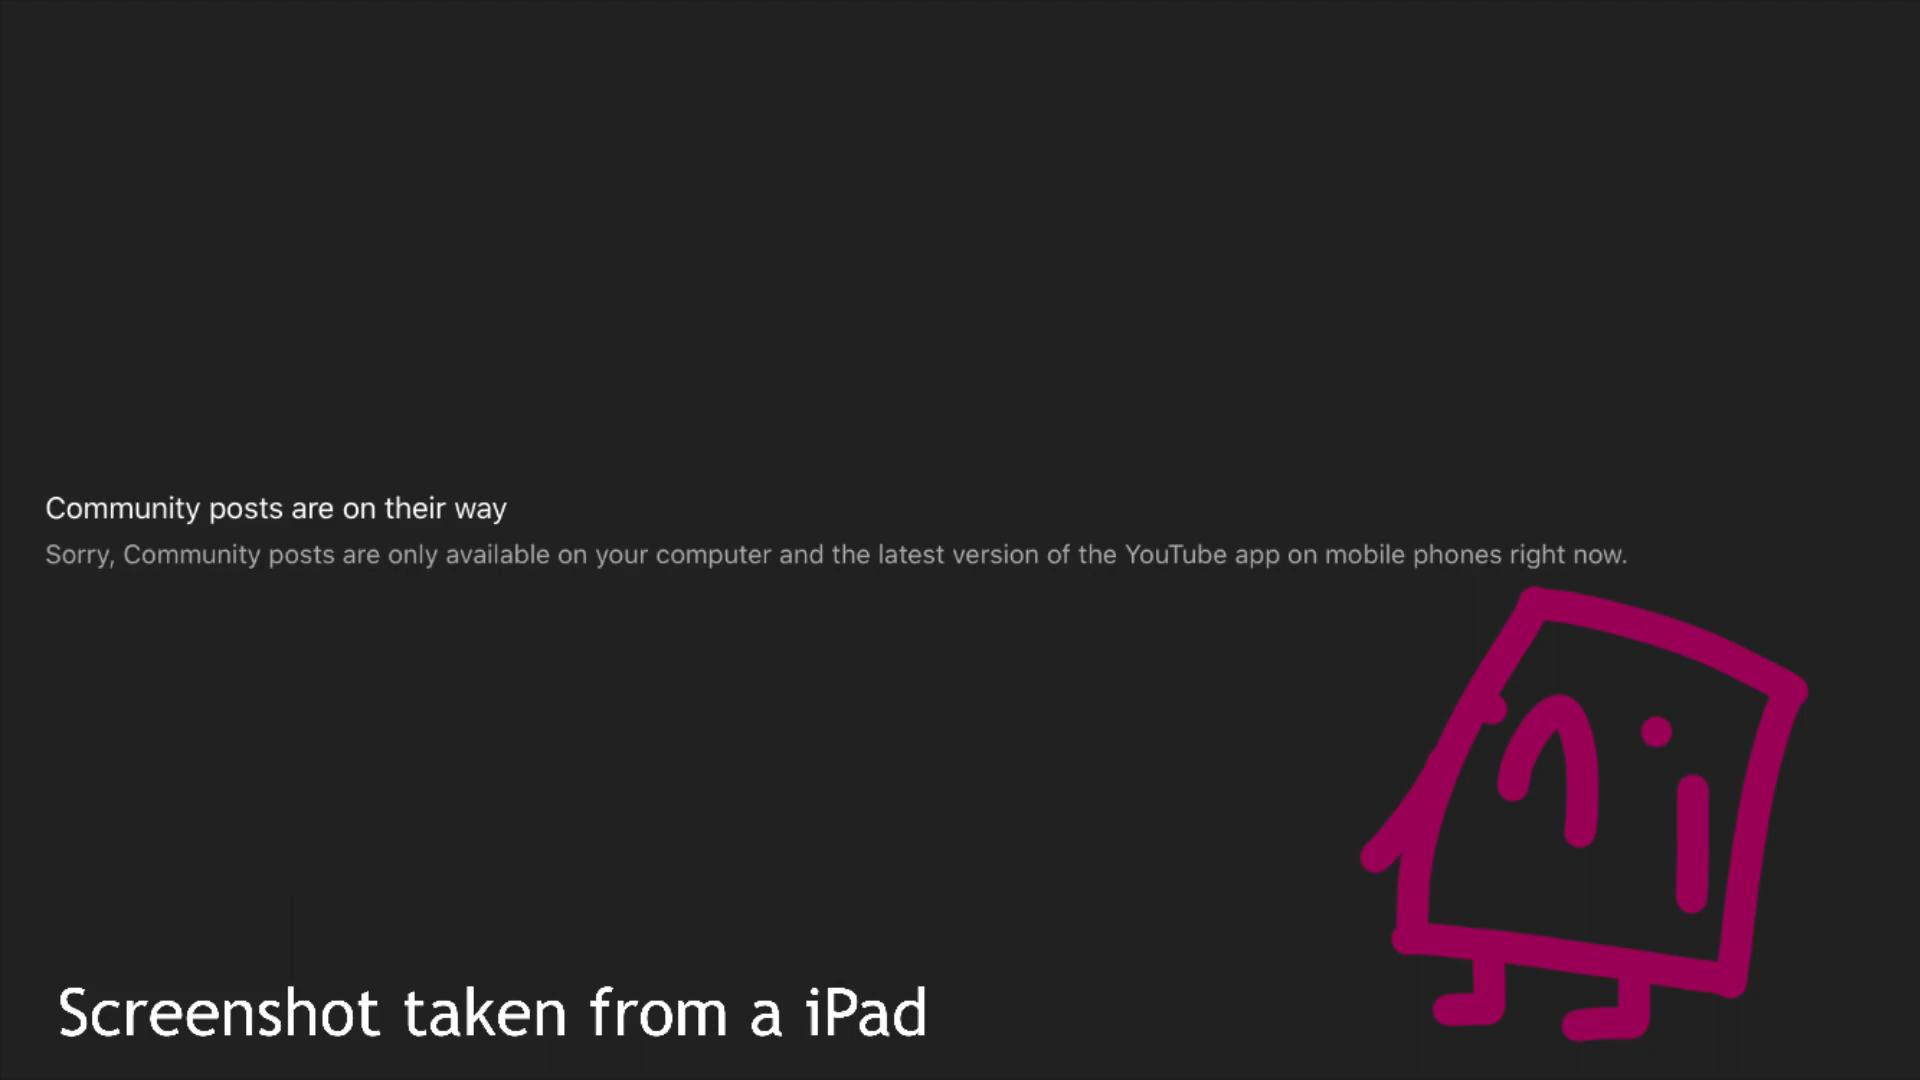 Community posts are on their way
Sorry, Community posts are only available on your computer and the latest version of the YouTube app on mobile phones right now.
Screenshot taken from a iPad